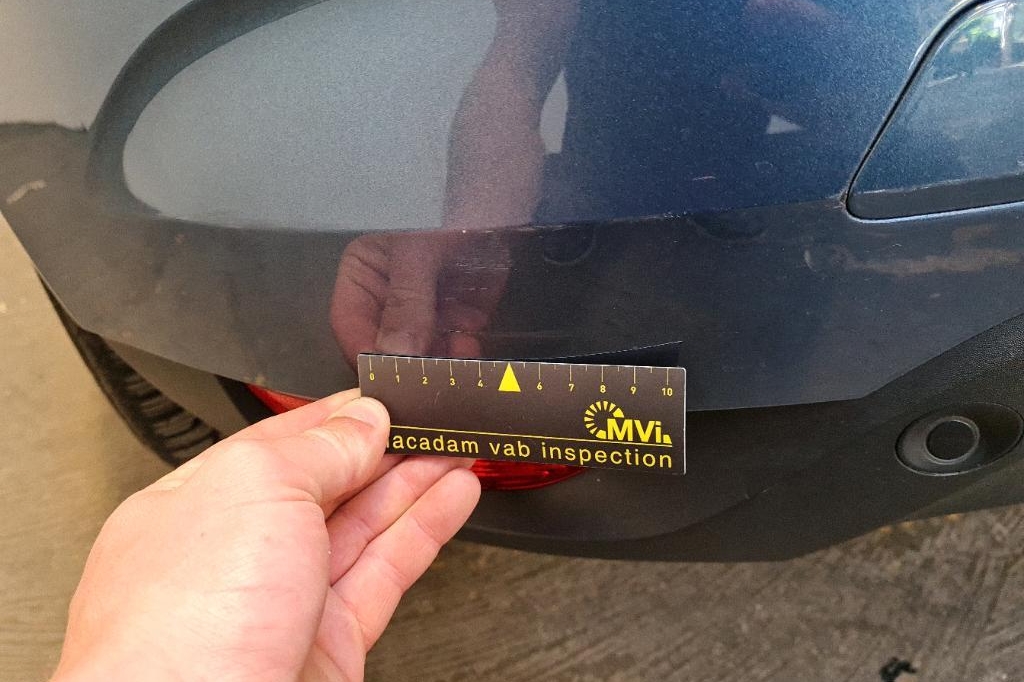 0 1 2 3 4 6 7 8 9 10
MVi.
acadam vab inspection